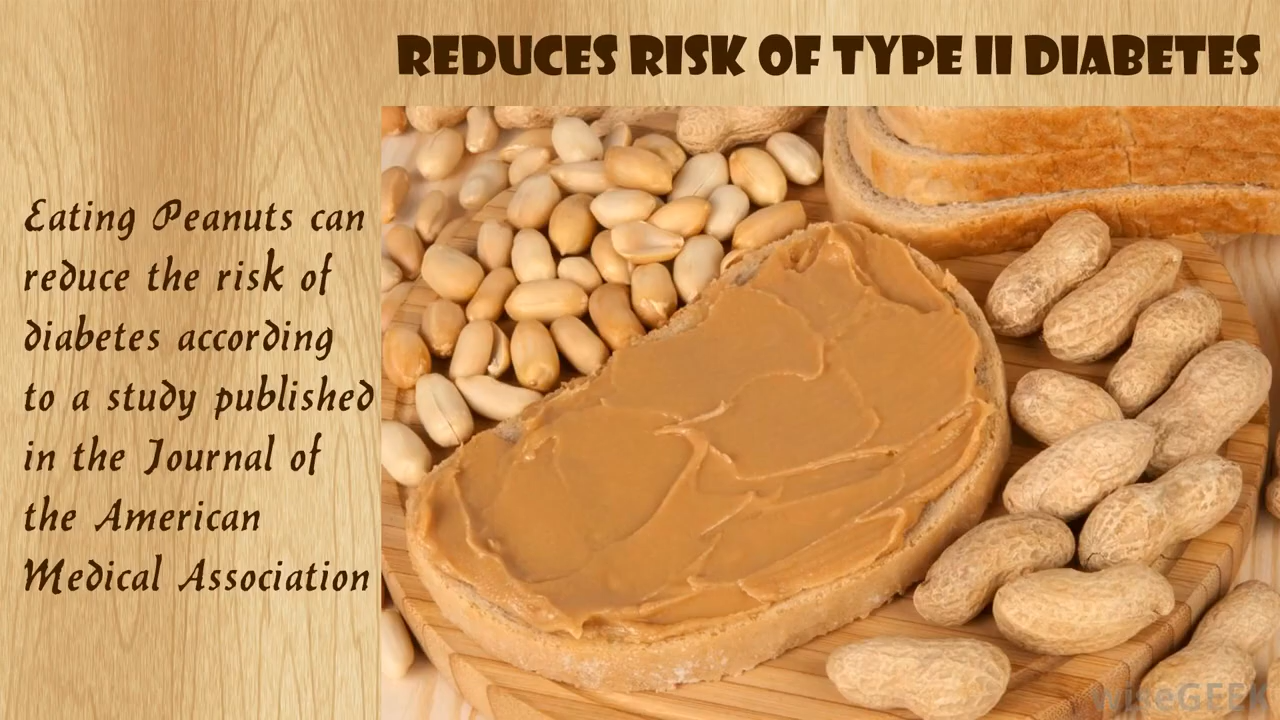 REDUCES RISK OF TYPE II DIABETES
Eating Peanuts can
reduce the risk of
diabetes according
to a study published
in the Journal of
the American
Medical Association
wiseGEEK